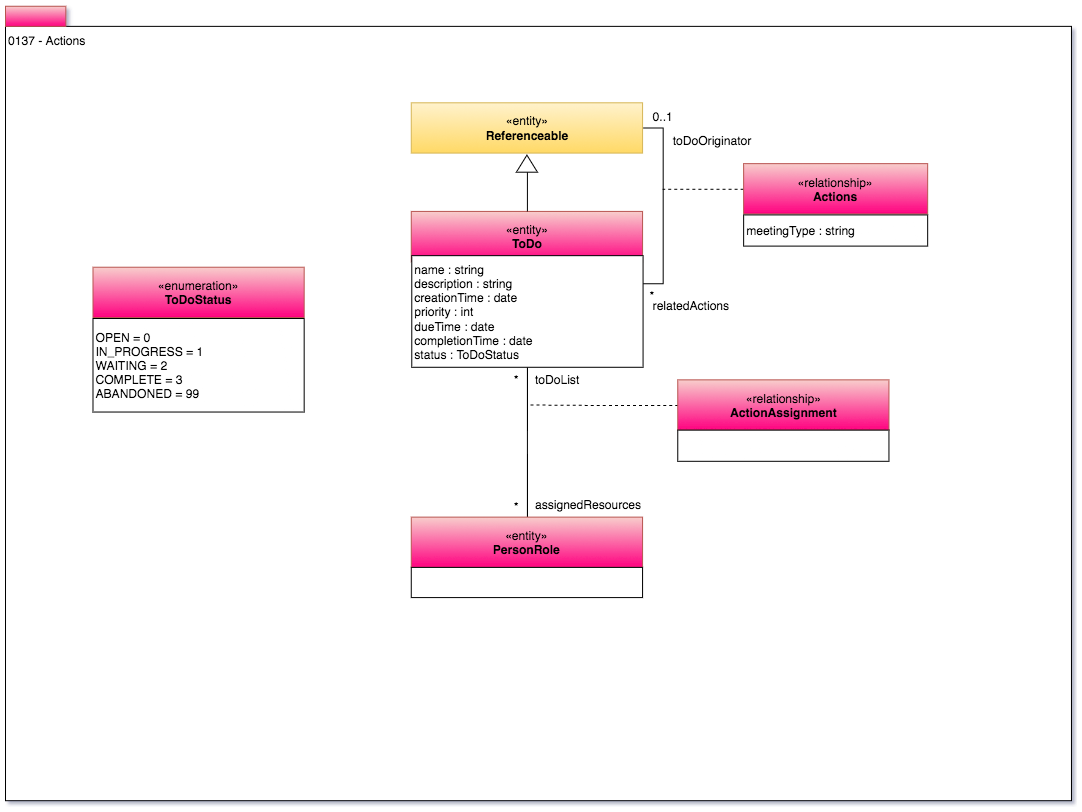 0137 - Actions
«entity»
Referenceable
0..1
toDoOriginator
«relationship»
Actions
meetingType : string
«entity»
ToDo
name : string
description : string
creationTime : date
priority : int
dueTime : date
completionTime : date
status : ToDoStatus
*
relatedActions
«enumeration»
ToDoStatus
OPEN = 0
IN_PROGRESS = 1
WAITING = 2
COMPLETE = 3
ABANDONED = 99
* toDoList
«relationship»
ActionAssignment
* assignedResources
«entity»
PersonRole